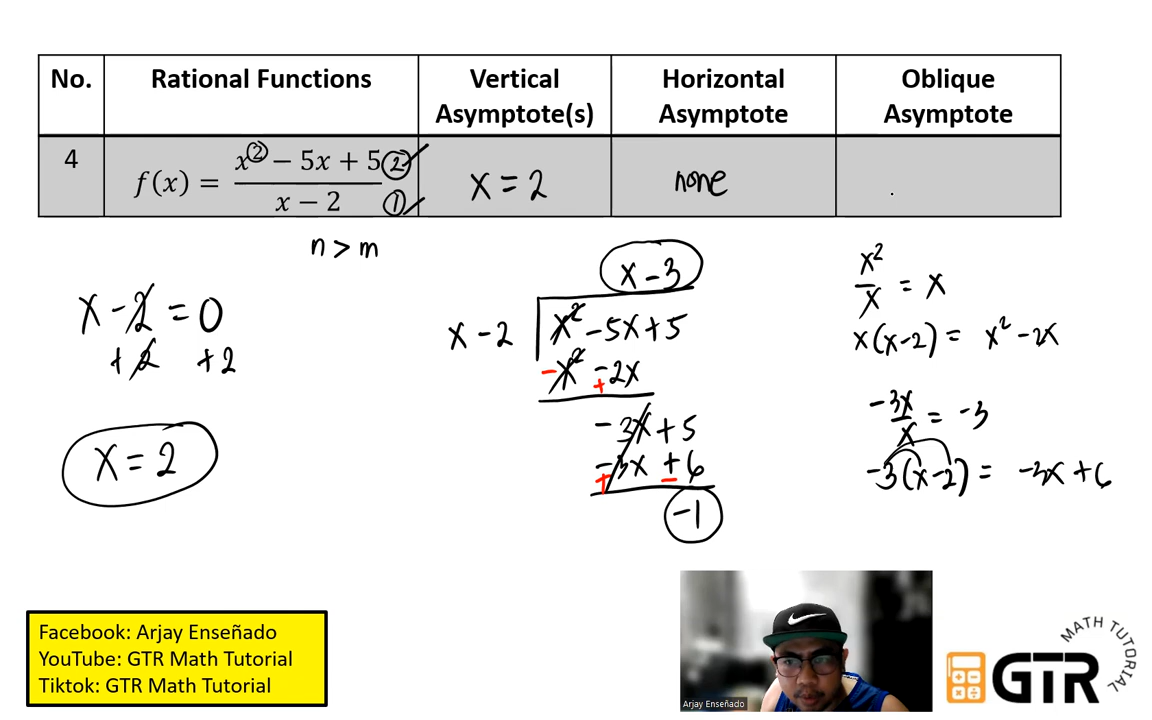 No. Rational Functions Vertical Asymptote(s) Horizontal Asymptote Oblique Asymptote
4 f(x) = (x² − 5x + 5)/(x − 2) ② ① x = 2 none
n > m
x - 2 = 0
+ 2 + 2
x = 2
x - 3
x - 2 x² - 5x + 5
- x² - 2x
+
- 3x + 5
- 3x + 6
+ −
- 1
x²/x = x
x(x-2) = x² - 2x
-3x/x = -3
-3(x-2) = -3x + 6
Facebook: Arjay Enseñado
YouTube: GTR Math Tutorial
Tiktok: GTR Math Tutorial
Arjay Enseñado
GTR
MATH TUTORIAL